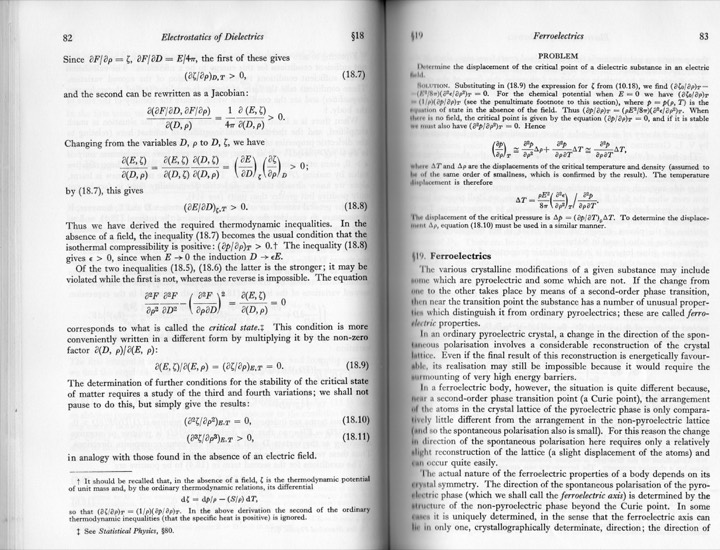 82 Electrostatics of Dielectrics §18
Since ∂F/∂ρ = ζ, ∂F/∂D = E/4π, the first of these gives
(∂ζ/∂ρ)D,T > 0, (18.7)
and the second can be rewritten as a Jacobian:
∂(∂F/∂D, ∂F/∂ρ)/∂(D, ρ) = (1/4π) ∂(E, ζ)/∂(D, ρ) > 0.
Changing from the variables D, ρ to D, ζ, we have
∂(E, ζ)/∂(D, ρ) = ∂(E, ζ)/∂(D, ζ) ∂(D, ζ)/∂(D, ρ) = (∂E/∂D)ζ (∂ζ/∂ρ)D > 0;
by (18.7), this gives
(∂E/∂D)ζ,T > 0. (18.8)
Thus we have derived the required thermodynamic inequalities. In the
absence of a field, the inequality (18.7) becomes the usual condition that the
isothermal compressibility is positive: (∂p/∂ρ)T > 0.† The inequality (18.8)
gives ϵ > 0, since when E → 0 the induction D → ϵE.
Of the two inequalities (18.5), (18.6) the latter is the stronger; it may be
violated while the first is not, whereas the reverse is impossible. The equation
∂²F/∂ρ² ∂²F/∂D² − (∂²F/∂ρ∂D)² = ∂(E, ζ)/∂(D, ρ) = 0
corresponds to what is called the critical state.‡ This condition is more
conveniently written in a different form by multiplying it by the non-zero
factor ∂(D, ρ)/∂(E, ρ):
∂(E, ζ)/∂(E, ρ) = (∂ζ/∂ρ)E,T = 0. (18.9)
The determination of further conditions for the stability of the critical state
of matter requires a study of the third and fourth variations; we shall not
pause to do this, but simply give the results:
(∂²ζ/∂ρ²)E,T = 0, (18.10)
(∂³ζ/∂ρ³)E,T > 0, (18.11)
in analogy with those found in the absence of an electric field.
† It should be recalled that, in the absence of a field, ζ is the thermodynamic potential
of unit mass and, by the ordinary thermodynamic relations, its differential
dζ = dp/ρ − (S/ρ) dT,
so that (∂ζ/∂ρ)T = (1/ρ)(∂p/∂ρ)T. In the above derivation the second of the ordinary
thermodynamic inequalities (that the specific heat is positive) is ignored.
‡ See Statistical Physics, §80.
§19 Ferroelectrics 83
PROBLEM
Determine the displacement of the critical point of a dielectric substance in an electric
field.
SOLUTION. Substituting in (18.9) the expression for ζ from (10.18), we find (∂ζ₀/∂ρ)T−
−(E²/8π)(∂²ϵ/∂ρ²)T = 0. For the chemical potential when E = 0 we have (∂ζ₀/∂ρ)T
= (1/ρ)(∂p/∂ρ)T (see the penultimate footnote to this section), where p = p(ρ, T) is the
equation of state in the absence of the field. Thus (∂p/∂ρ)T = (ρE²/8π)(∂²ϵ/∂ρ²)T. When
there is no field, the critical point is given by the equation (∂p/∂ρ)T = 0, and if it is stable
we must also have (∂²p/∂ρ²)T = 0. Hence
(∂p/∂ρ)T ≅ ∂²p/∂ρ² Δρ + ∂²p/∂ρ∂T ΔT ≅ ∂²p/∂ρ∂T ΔT,
where ΔT and Δρ are the displacements of the critical temperature and density (assumed to
be of the same order of smallness, which is confirmed by the result). The temperature
displacement is therefore
ΔT = ρE²/8π (∂²ϵ/∂ρ²)T / ∂²p/∂ρ∂T.
The displacement of the critical pressure is Δp = (∂p/∂T)ρΔT. To determine the displace-
ment Δρ, equation (18.10) must be used in a similar manner.
§19. Ferroelectrics
The various crystalline modifications of a given substance may include
some which are pyroelectric and some which are not. If the change from
one to the other takes place by means of a second-order phase transition,
then near the transition point the substance has a number of unusual proper-
ties which distinguish it from ordinary pyroelectrics; these are called ferro-
electric properties.
In an ordinary pyroelectric crystal, a change in the direction of the spon-
taneous polarisation involves a considerable reconstruction of the crystal
lattice. Even if the final result of this reconstruction is energetically favour-
able, its realisation may still be impossible because it would require the
surmounting of very high energy barriers.
In a ferroelectric body, however, the situation is quite different because,
near a second-order phase transition point (a Curie point), the arrangement
of the atoms in the crystal lattice of the pyroelectric phase is only compara-
tively little different from the arrangement in the non-pyroelectric lattice
(and so the spontaneous polarisation also is small). For this reason the change
in direction of the spontaneous polarisation here requires only a relatively
slight reconstruction of the lattice (a slight displacement of the atoms) and
can occur quite easily.
The actual nature of the ferroelectric properties of a body depends on its
crystal symmetry. The direction of the spontaneous polarisation of the pyro-
electric phase (which we shall call the ferroelectric axis) is determined by the
structure of the non-pyroelectric phase beyond the Curie point. In some
cases it is uniquely determined, in the sense that the ferroelectric axis can
lie in only one, crystallographically determinate, direction; the direction of